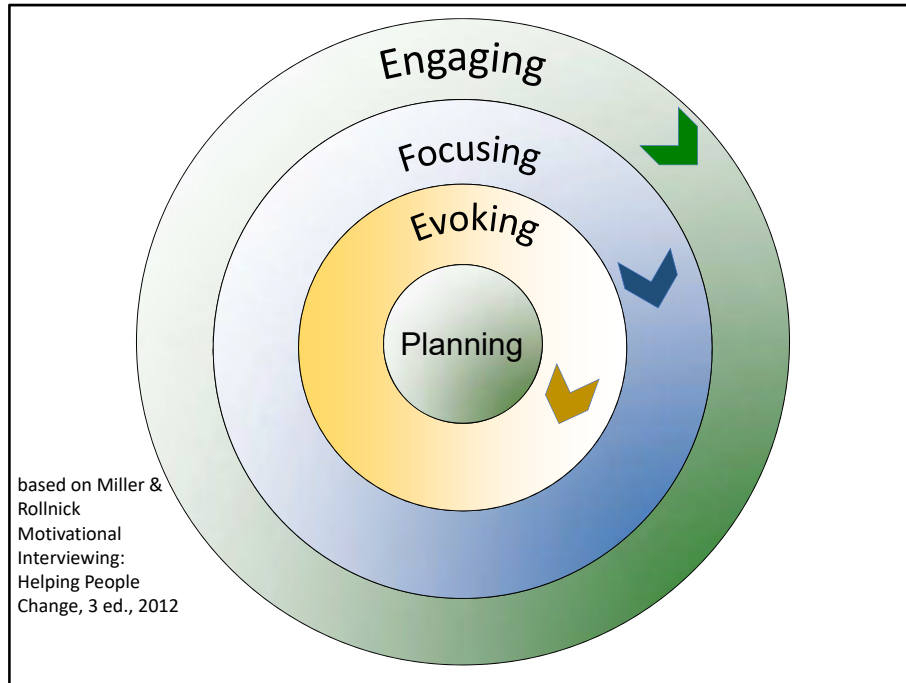 Engaging
Focusing
Evoking
Planning
based on Miller &
Rollnick
Motivational
Interviewing:
Helping People
Change, 3 ed., 2012